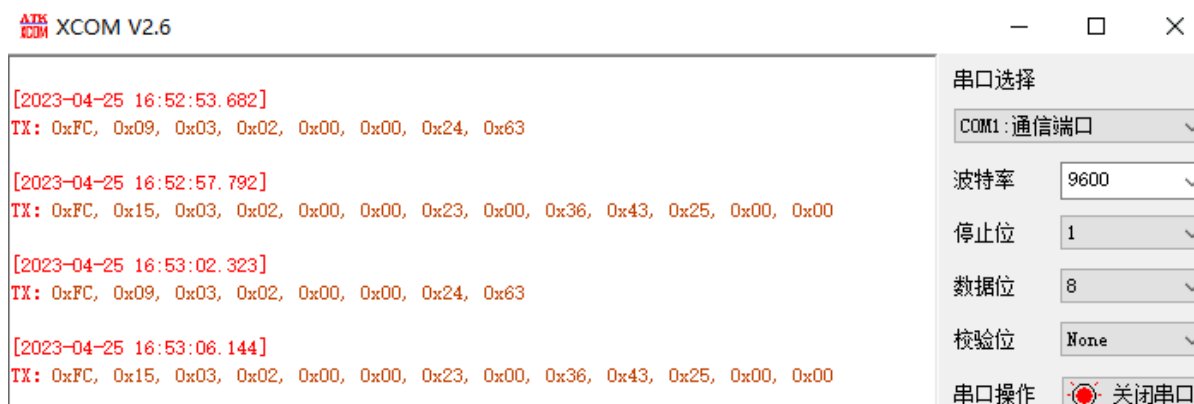 ATK XCOM XCOM V2.6
[2023-04-25 16:52:53.682]
TX: 0xFC, 0x09, 0x03, 0x02, 0x00, 0x00, 0x24, 0x63
[2023-04-25 16:52:57.792]
TX: 0xFC, 0x15, 0x03, 0x02, 0x00, 0x00, 0x23, 0x00, 0x36, 0x43, 0x25, 0x00, 0x00
[2023-04-25 16:53:02.323]
TX: 0xFC, 0x09, 0x03, 0x02, 0x00, 0x00, 0x24, 0x63
[2023-04-25 16:53:06.144]
TX: 0xFC, 0x15, 0x03, 0x02, 0x00, 0x00, 0x23, 0x00, 0x36, 0x43, 0x25, 0x00, 0x00
串口选择
COM1:通信端口
波特率 9600
停止位 1
数据位 8
校验位 None
串口操作 关闭串口